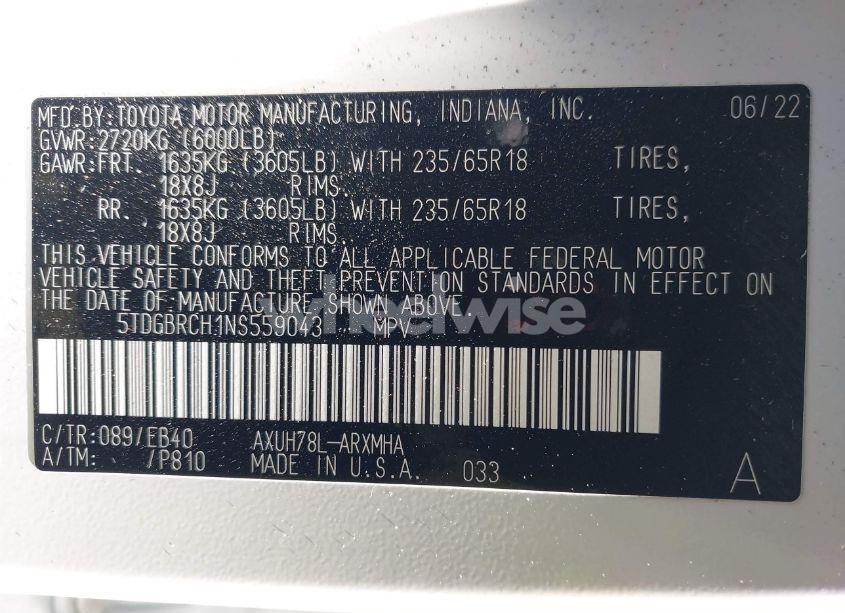 MFD.BY:TOYOTA MOTOR MANUFACTURING, INDIANA, INC. 06/22
GVWR:2720KG (6000LB)
GAWR:FRT. 1635KG (3605LB) WITH 235/65R18 TIRES,
18X8J RIMS.
RR. 1635KG (3605LB) WITH 235/65R18 TIRES,
18X8J RIMS.
THIS VEHICLE CONFORMS TO ALL APPLICABLE FEDERAL MOTOR
VEHICLE SAFETY AND THEFT PREVENTION STANDARDS IN EFFECT ON
THE DATE OF MANUFACTURE SHOWN ABOVE.
wheelwise
5TDGBRCH1NS559043 MPV
C/TR:089/EB40 AXUH78L-ARXMHA
A/TM: /P810 MADE IN U.S.A. 033 A